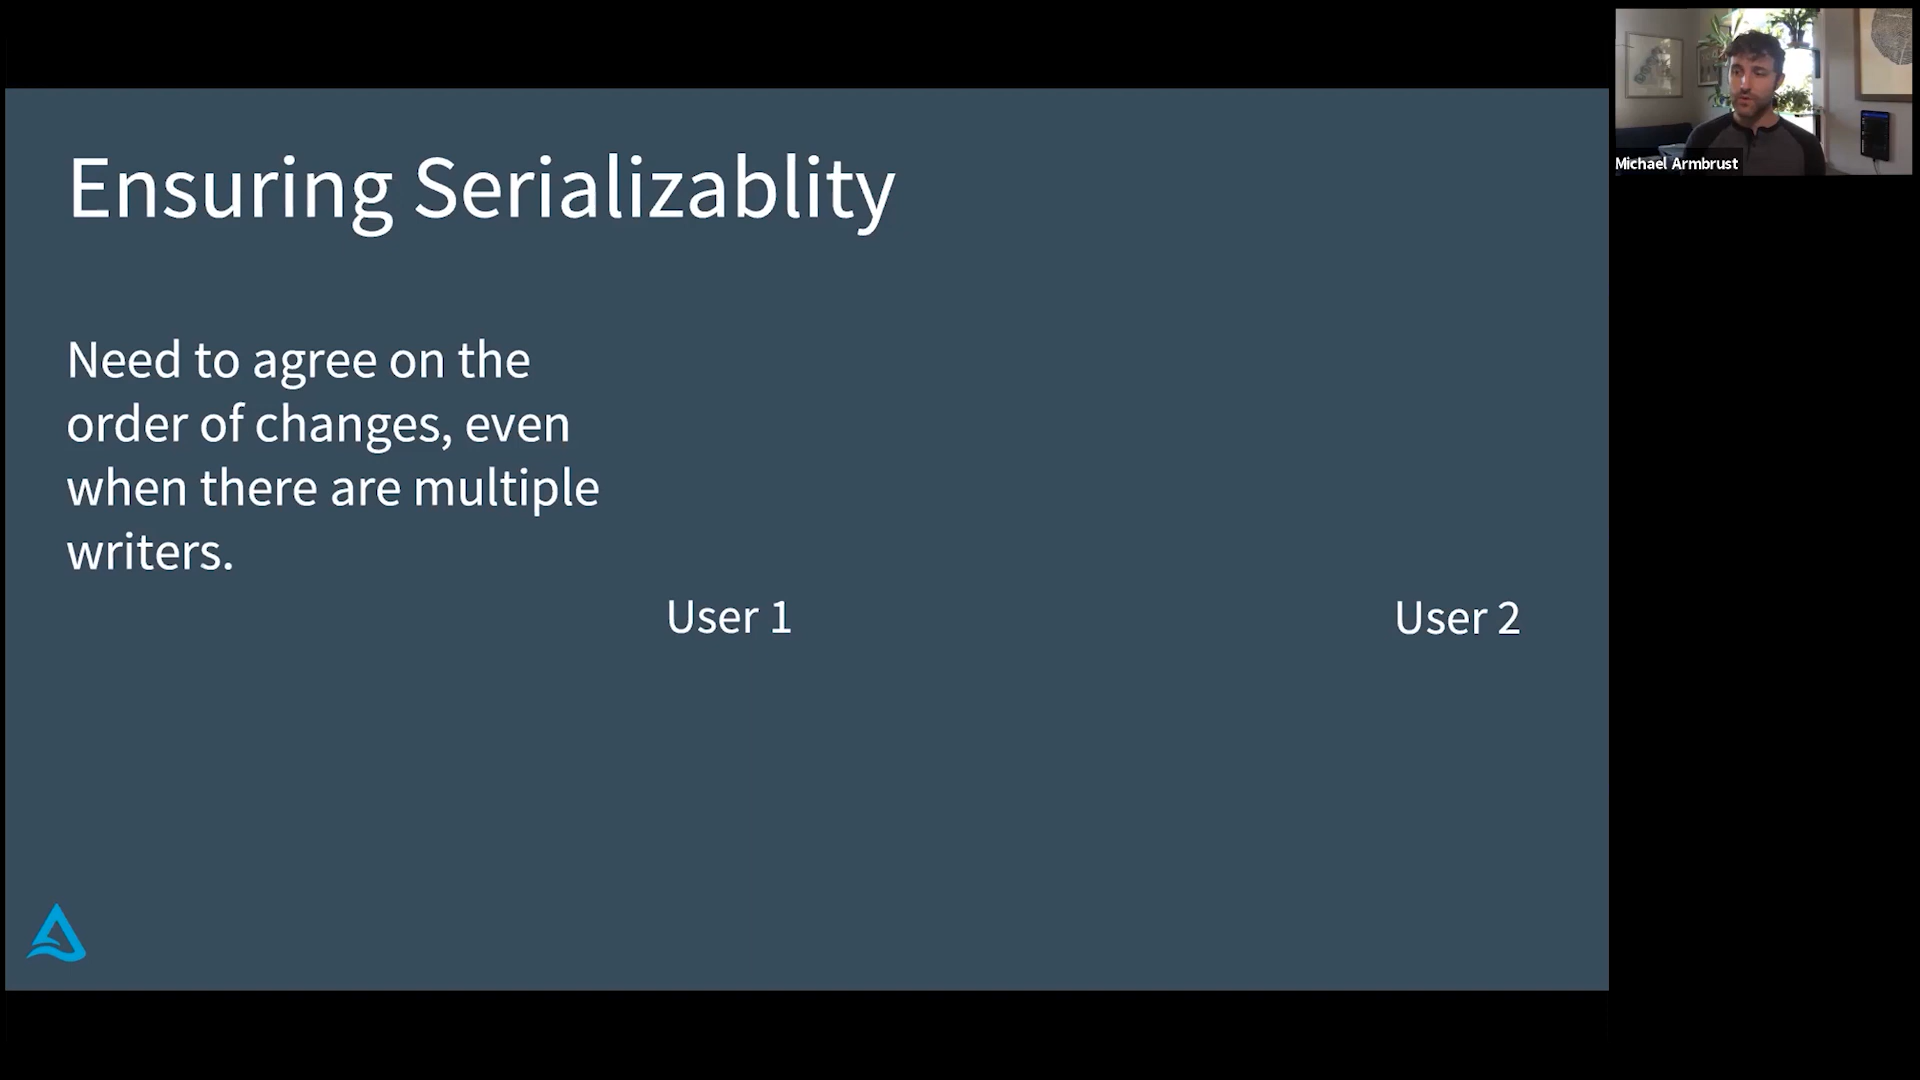 Ensuring Serializablity
Need to agree on the
order of changes, even
when there are multiple
writers.
User 1
User 2
Michael Armbrust